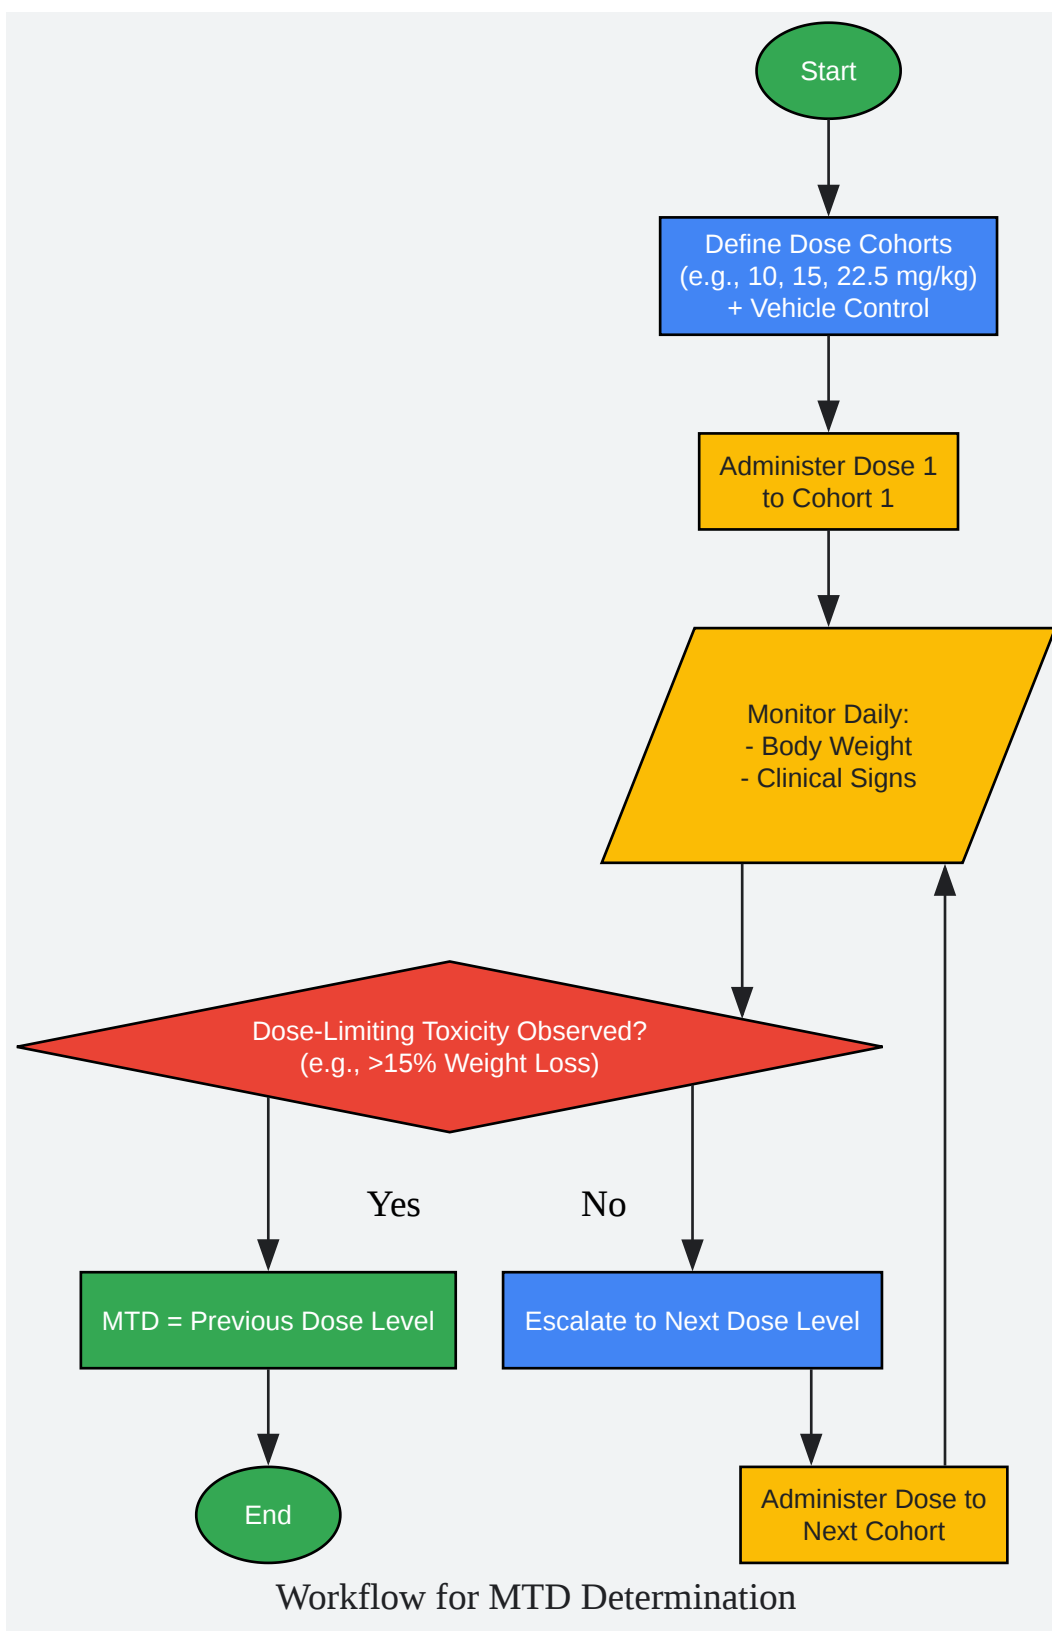 Start
Define Dose Cohorts
(e.g., 10, 15, 22.5 mg/kg)
+ Vehicle Control
Administer Dose 1
to Cohort 1
Monitor Daily:
- Body Weight
- Clinical Signs
Dose-Limiting Toxicity Observed?
(e.g., >15% Weight Loss)
Yes
No
MTD = Previous Dose Level
Escalate to Next Dose Level
End
Administer Dose to
Next Cohort
Workflow for MTD Determination